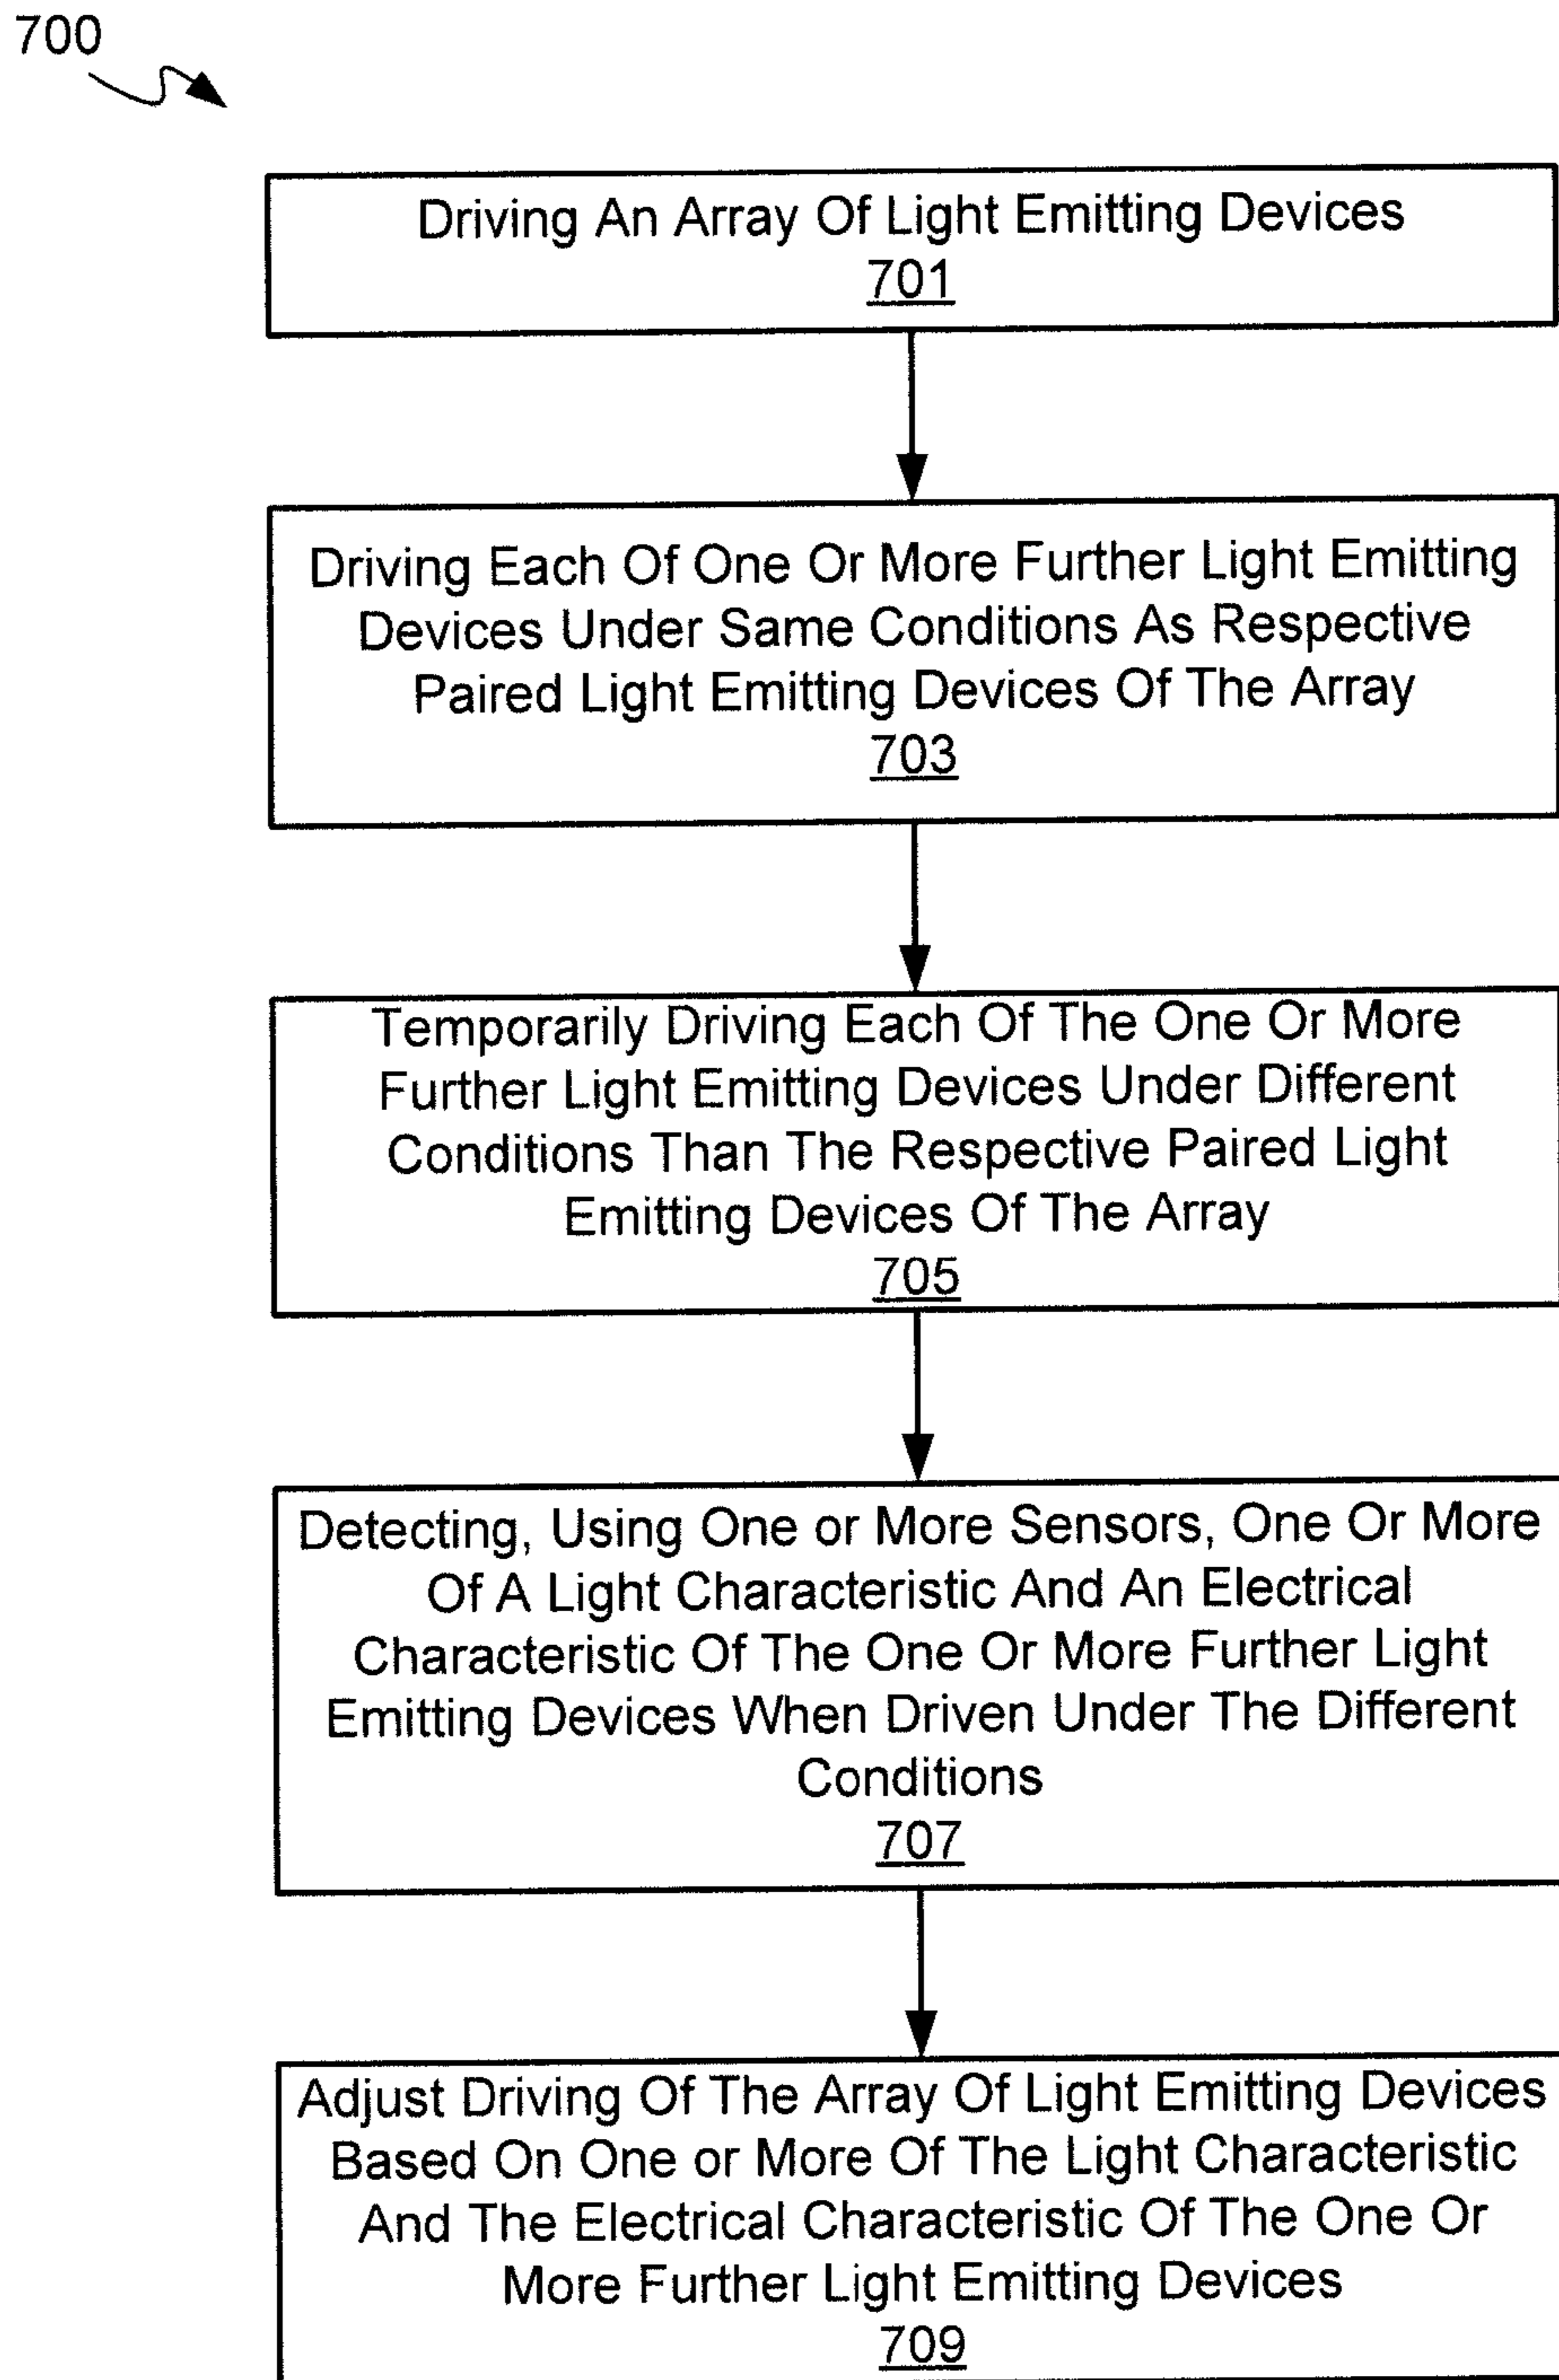 700
Driving An Array Of Light Emitting Devices
701
Driving Each Of One Or More Further Light Emitting
Devices Under Same Conditions As Respective
Paired Light Emitting Devices Of The Array
703
Temporarily Driving Each Of The One Or More
Further Light Emitting Devices Under Different
Conditions Than The Respective Paired Light
Emitting Devices Of The Array
705
Detecting, Using One or More Sensors, One Or More
Of A Light Characteristic And An Electrical
Characteristic Of The One Or More Further Light
Emitting Devices When Driven Under The Different
Conditions
707
Adjust Driving Of The Array Of Light Emitting Devices
Based On One or More Of The Light Characteristic
And The Electrical Characteristic Of The One Or
More Further Light Emitting Devices
709